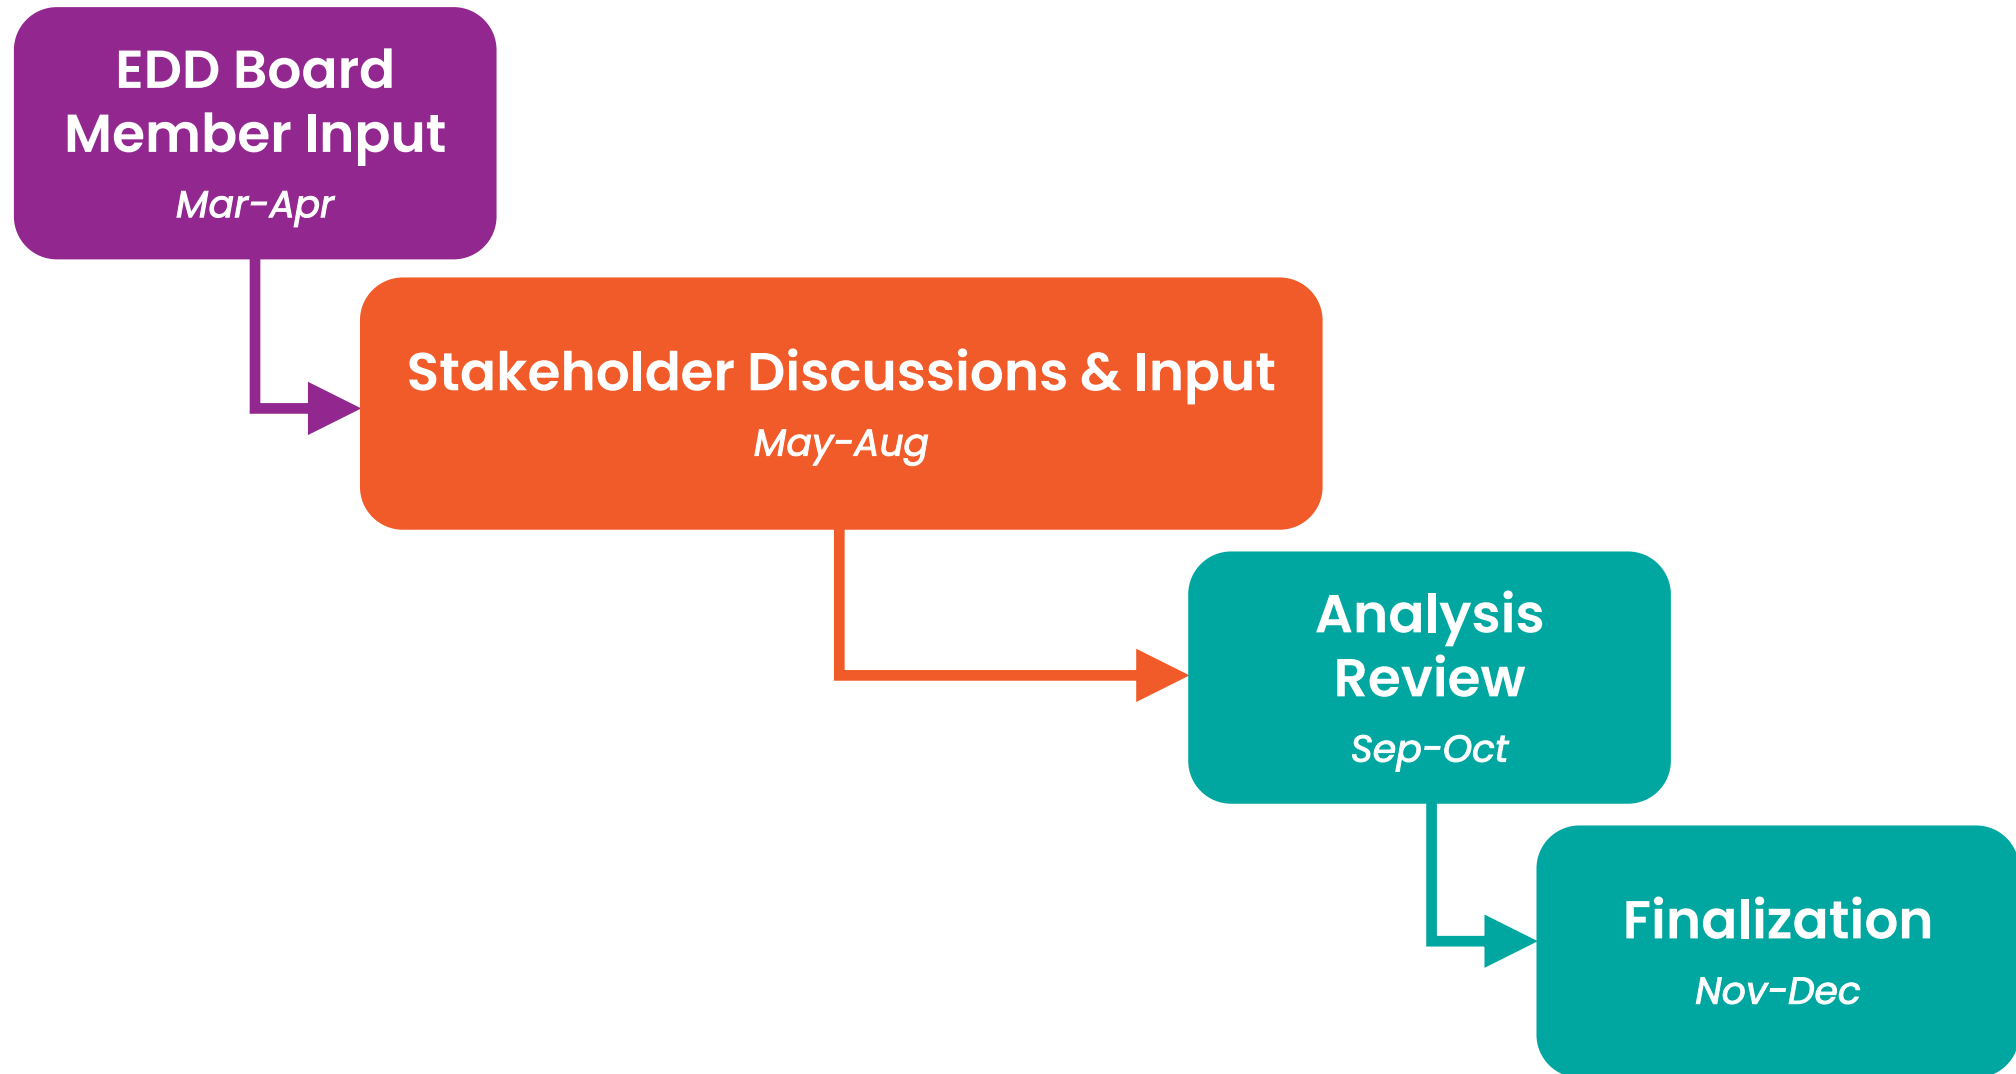 EDD Board
Member Input
Mar-Apr
Stakeholder Discussions & Input
May-Aug
Analysis
Review
Sep-Oct
Finalization
Nov-Dec